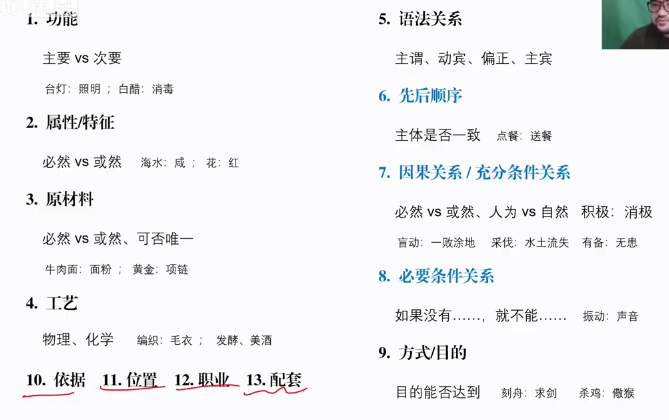 1. 功能
主要 vs 次要
台灯：照明 ；白醋：消毒
2. 属性/特征
必然 vs 或然 海水：咸 ； 花：红
3. 原材料
必然 vs 或然、可否唯一
牛肉面：面粉 ； 黄金：项链
4. 工艺
物理、化学 编织：毛衣 ； 发酵、美酒
10. 依据 11. 位置 12. 职业 13. 配套
5. 语法关系
主谓、动宾、偏正、主宾
6. 先后顺序
主体是否一致 点餐：送餐
7. 因果关系 / 充分条件关系
必然 vs 或然、人为 vs 自然 积极：消极
盲动：一败涂地 采伐：水土流失 有备：无患
8. 必要条件关系
如果没有……，就不能…… 振动：声音
9. 方式/目的
目的能否达到 刻舟：求剑 杀鸡：儆猴